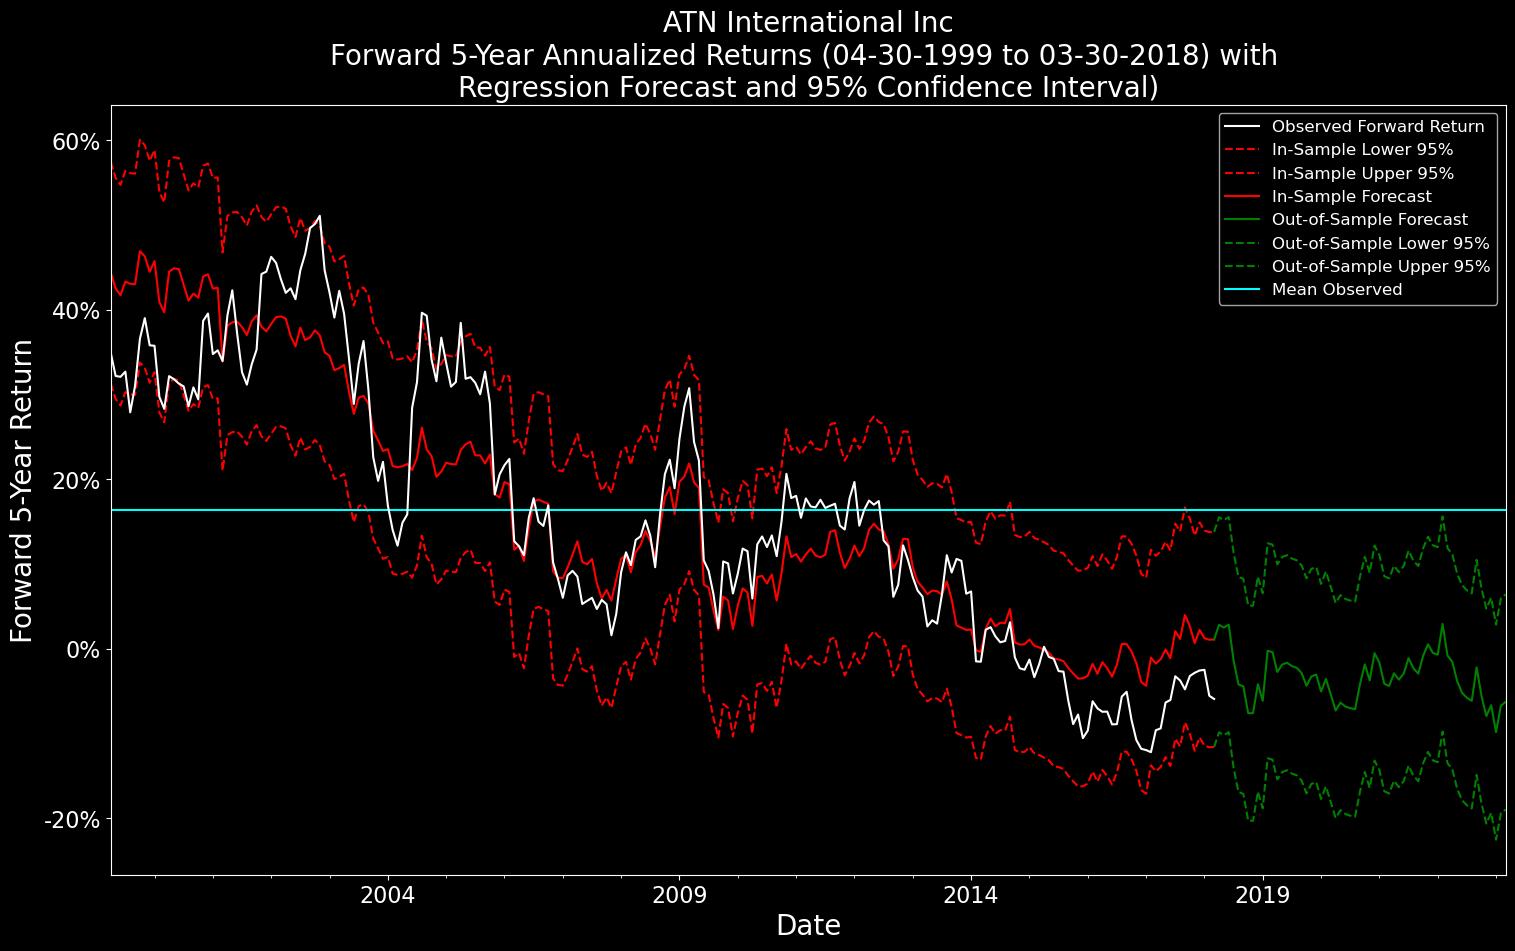 ATN International Inc
Forward 5-Year Annualized Returns (04-30-1999 to 03-30-2018) with
Regression Forecast and 95% Confidence Interval)
Observed Forward Return
In-Sample Lower 95%
In-Sample Upper 95%
In-Sample Forecast
Out-of-Sample Forecast
Out-of-Sample Lower 95%
Out-of-Sample Upper 95%
Mean Observed
Forward 5-Year Return
60%
40%
20%
0%
-20%
2004
2009
2014
2019
Date